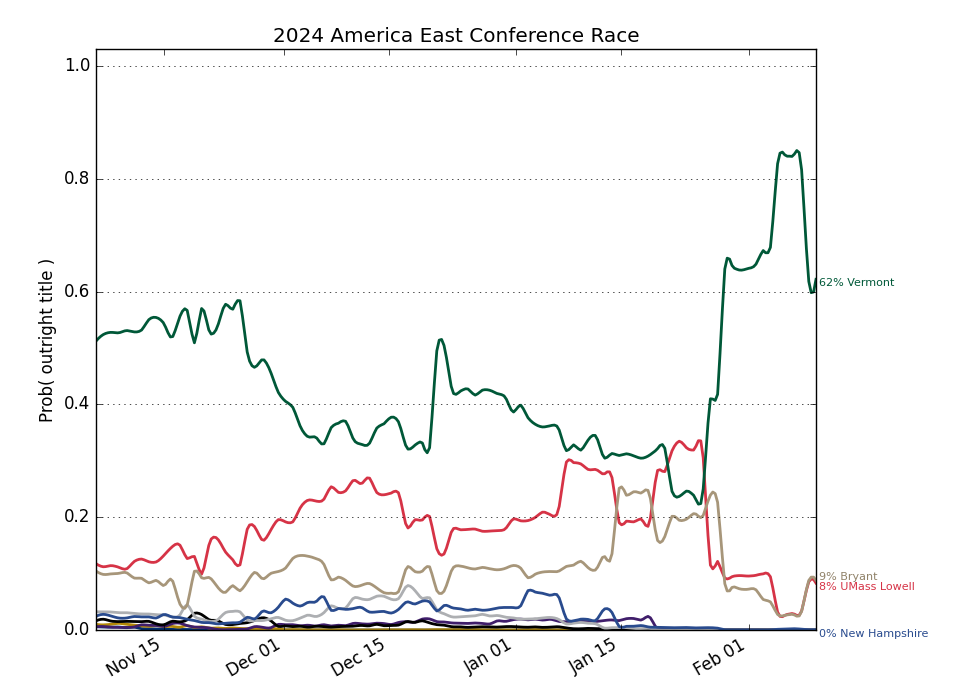 2024 America East Conference Race
Prob( outright title )
1.0
0.8
0.6
0.4
0.2
0.0
62% Vermont
9% Bryant
8% UMass Lowell
0% New Hampshire
Nov 15
Dec 01
Dec 15
Jan 01
Jan 15
Feb 01